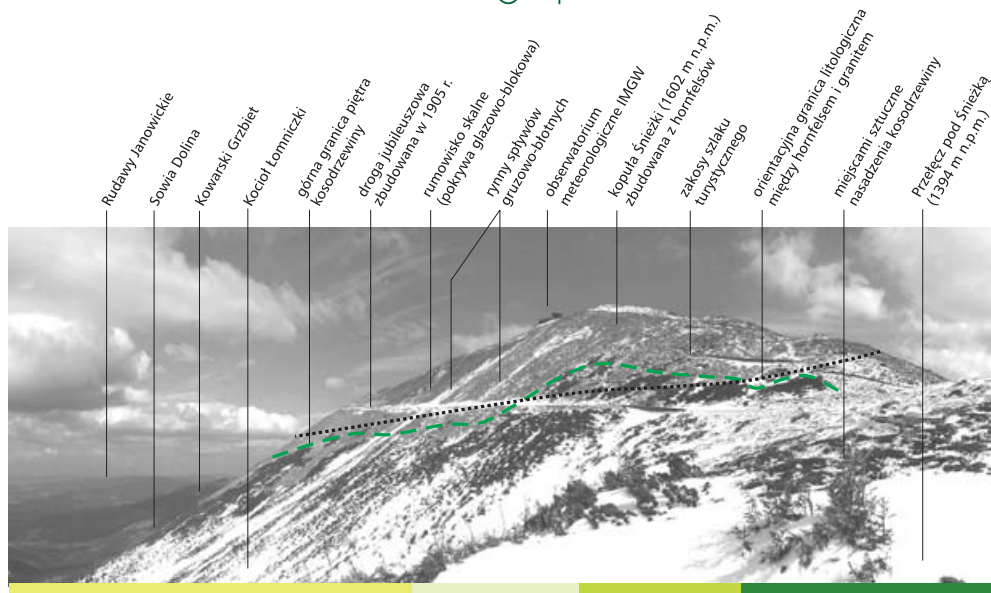 Rudawy Janowickie
Sowia Dolina
Kowarski Grzbiet
Kocioł Łomniczki
górna granica piętra
kosodrzewiny
droga jubileuszowa
zbudowana w 1905 r.
rumowisko skalne
(pokrywa głazowo-blokowa)
rynny spływów
gruzowo-błotnych
obserwatorium
meteorologiczne IMGW
kopuła Śnieżki (1602 m n.p.m.)
zbudowana z hornfelsów
zakosy szlaku
turystycznego
orientacyjna granica litologiczna
między hornfelsem i granitem
miejscami sztuczne
nasadzenia kosodrzewiny
Przełęcz pod Śnieżką
(1394 m n.p.m.)